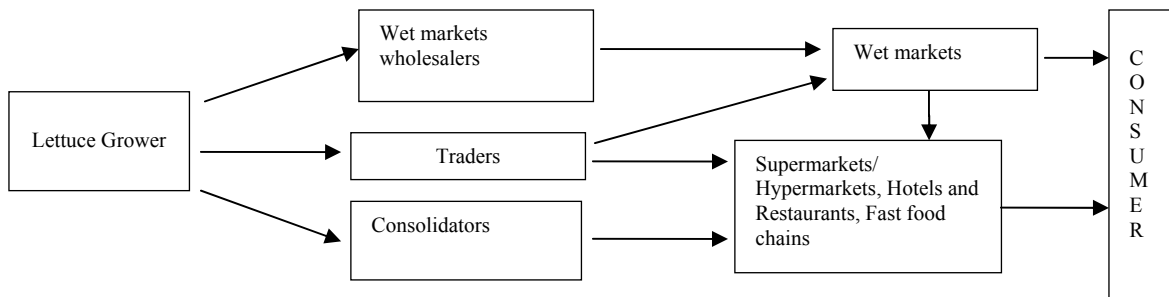 Wet markets
wholesalers
Wet markets
Lettuce Grower
Traders
Supermarkets/
Hypermarkets, Hotels and
Restaurants, Fast food
chains
Consolidators
C
O
N
S
U
M
E
R